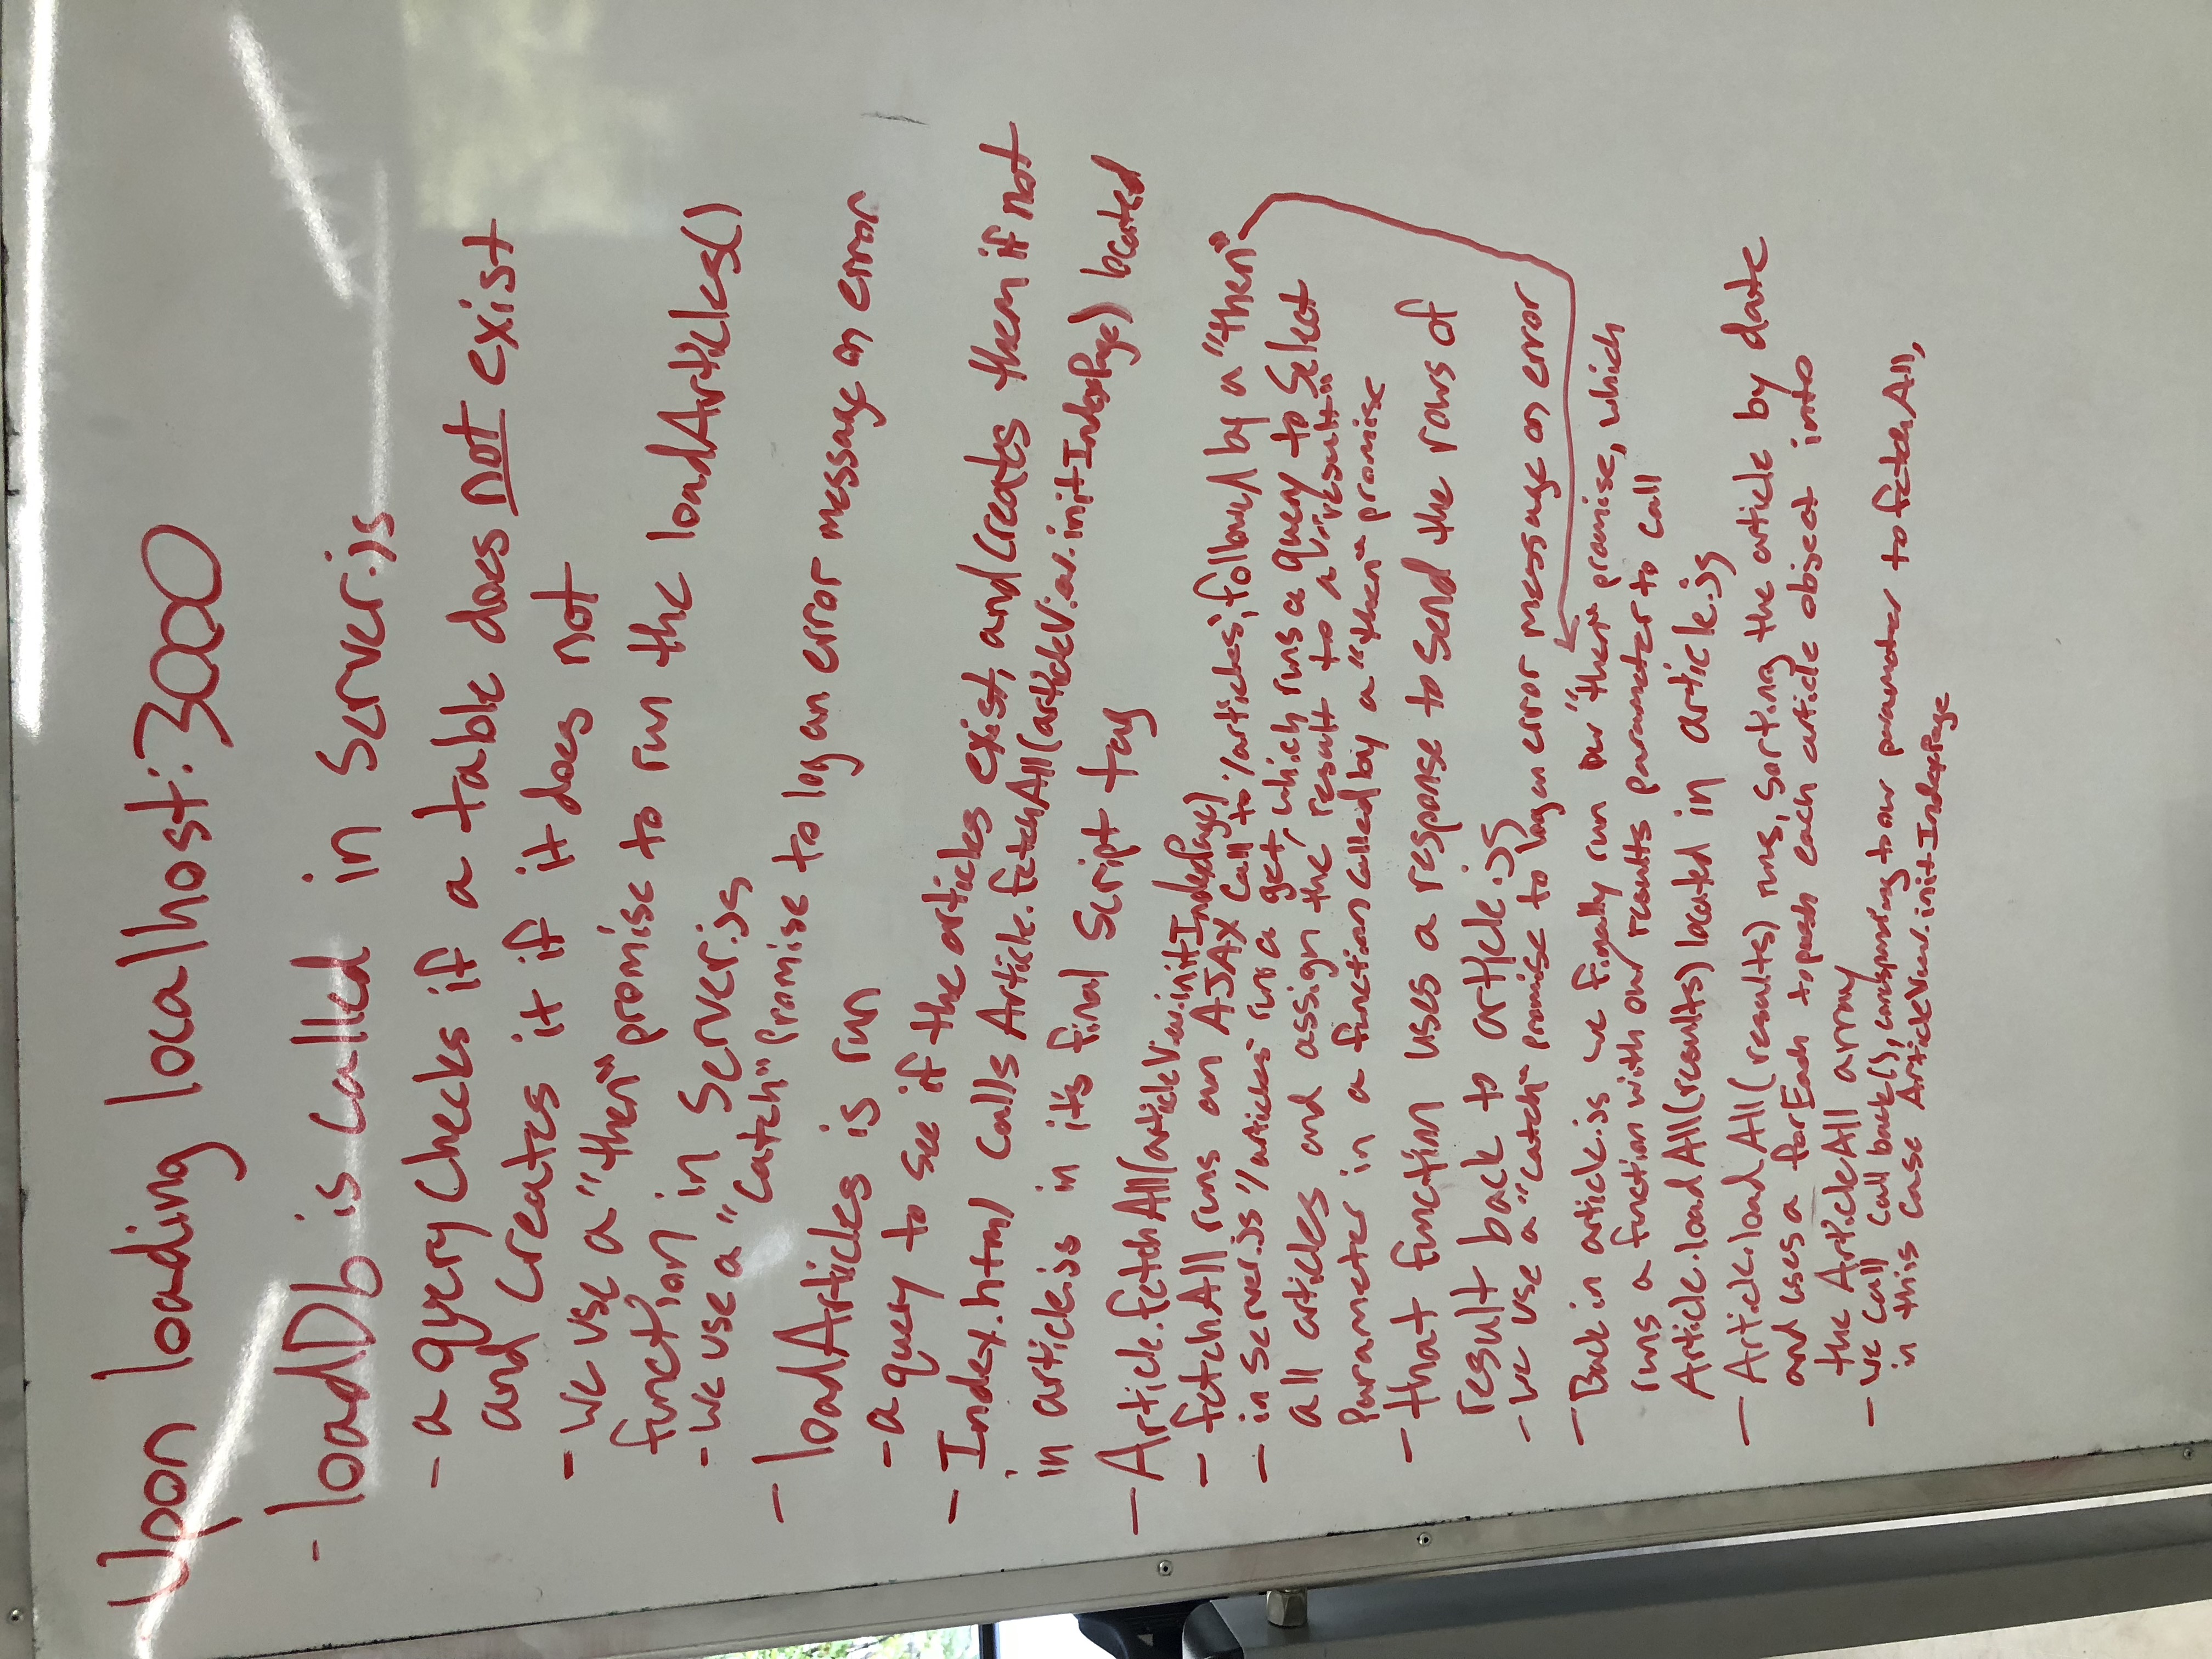 Upon loading localhost:3000
- loadDb is called in server.js
- a query checks if a table does not exist
and creates it if it does not
- we use a "then" promise to run the loadArticles()
function in server.js
- we use a "catch" promise to log an error message on error
- loadArticles is run
- a query to see if the articles exist, and creates them if not
- Index.html calls Article.fetchAll(articleView.initIndexPage) located
in article.js in it's final script tag
- Article.fetchAll(articleView.initIndexPage)
- fetchAll runs an AJAX call to '/articles', followed by a "then"
- in server.js "/articles" runs a get, which runs a query to select
all articles and assign the result to a "result"
parameter in a function called by a "then" promise
- that function uses a response to send the rows of
result back to article.js
- we use a "catch" promise to log an error message on error
- Back in article.js we finally run our "then" promise, which
runs a function with our results parameter to call
Article.loadAll(results) located in article.js
- Article.loadAll(results) runs, sorting the article by date
and uses a forEach to push each article object into
the ArticleAll array
- we call callback(), corresponding to our parameter to fetchAll,
in this case ArticleView.initIndexPage